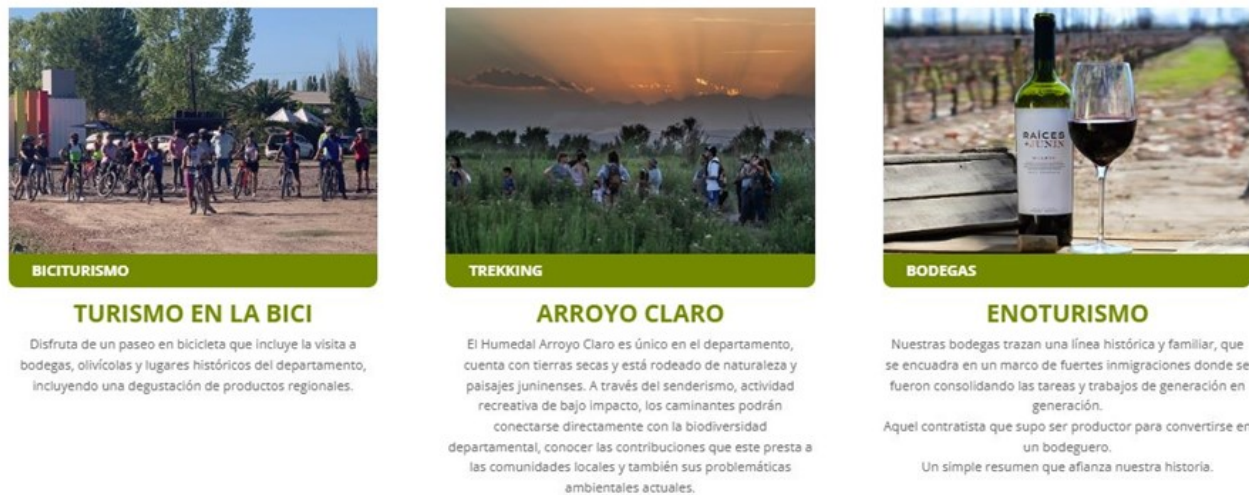 RAÍCES
JUNÍN
BICITURISMO
TURISMO EN LA BICI
Disfruta de un paseo en bicicleta que incluye la visita a
bodegas, olivícolas y lugares históricos del departamento,
incluyendo una degustación de productos regionales.
TREKKING
ARROYO CLARO
El Humedal Arroyo Claro es único en el departamento,
cuenta con tierras secas y está rodeado de naturaleza y
paisajes juninenses. A través del senderismo, actividad
recreativa de bajo impacto, los caminantes podrán
conectarse directamente con la biodiversidad
departamental, conocer las contribuciones que este presta a
las comunidades locales y también sus problemáticas
ambientales actuales.
BODEGAS
ENOTURISMO
Nuestras bodegas trazan una línea histórica y familiar, que
se encuadra en un marco de fuertes inmigraciones donde se
fueron consolidando las tareas y trabajos de generación en
generación.
Aquel contratista que supo ser productor para convertirse en
un bodeguero.
Un simple resumen que afianza nuestra historia.